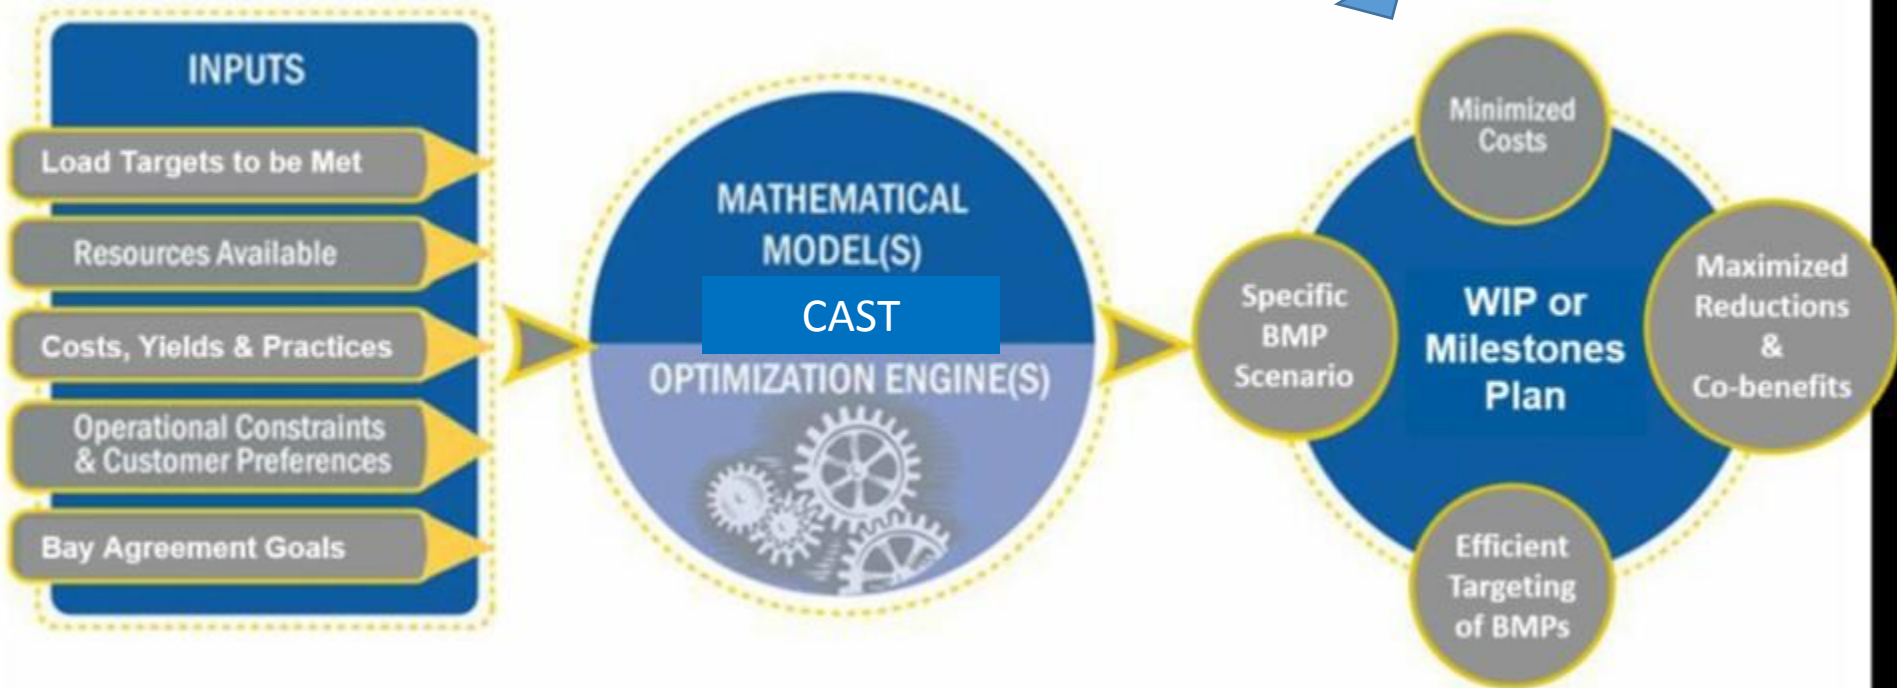 INPUTS
Load Targets to be Met
Resources Available
Costs, Yields & Practices
Operational Constraints
& Customer Preferences
Bay Agreement Goals
MATHEMATICAL
MODEL(S)
CAST
OPTIMIZATION ENGINE(S)
Minimized
Costs
Specific
BMP
Scenario
WIP or
Milestones
Plan
Maximized
Reductions
&
Co-benefits
Efficient
Targeting
of BMPs